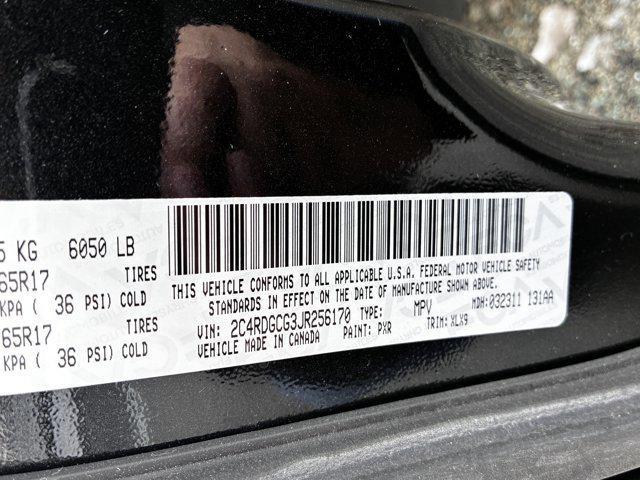 5 KG 6050 LB
65R17 TIRES
KPA ( 36 PSI) COLD
65R17 TIRES
KPA ( 36 PSI) COLD
THIS VEHICLE CONFORMS TO ALL APPLICABLE U.S.A. FEDERAL MOTOR VEHICLE SAFETY
STANDARDS IN EFFECT ON THE DATE OF MANUFACTURE SHOWN ABOVE.
VIN: 2C4RDGCG3JR256170 TYPE: MPV MDH: 032311 131AA
VEHICLE MADE IN CANADA PAINT: PXR TRIM: XLX9